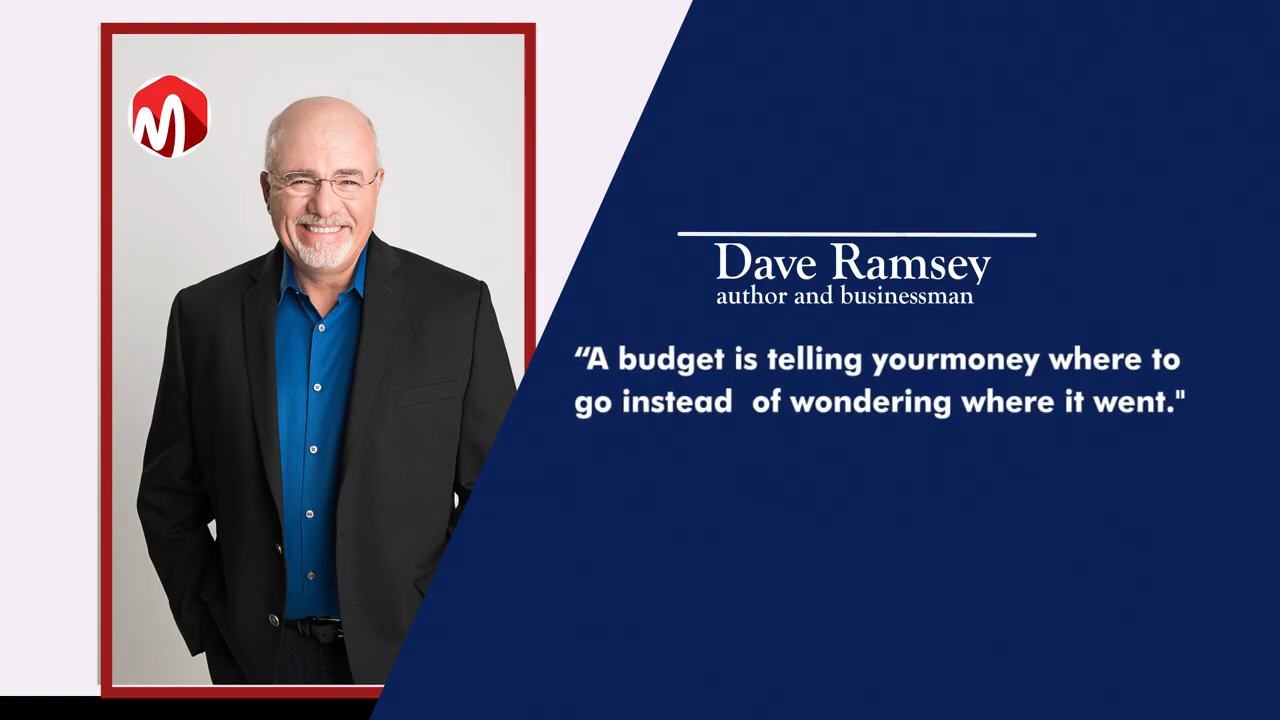 M
Dave Ramsey
author and businessman
“A budget is telling yourmoney where to
go instead of wondering where it went."